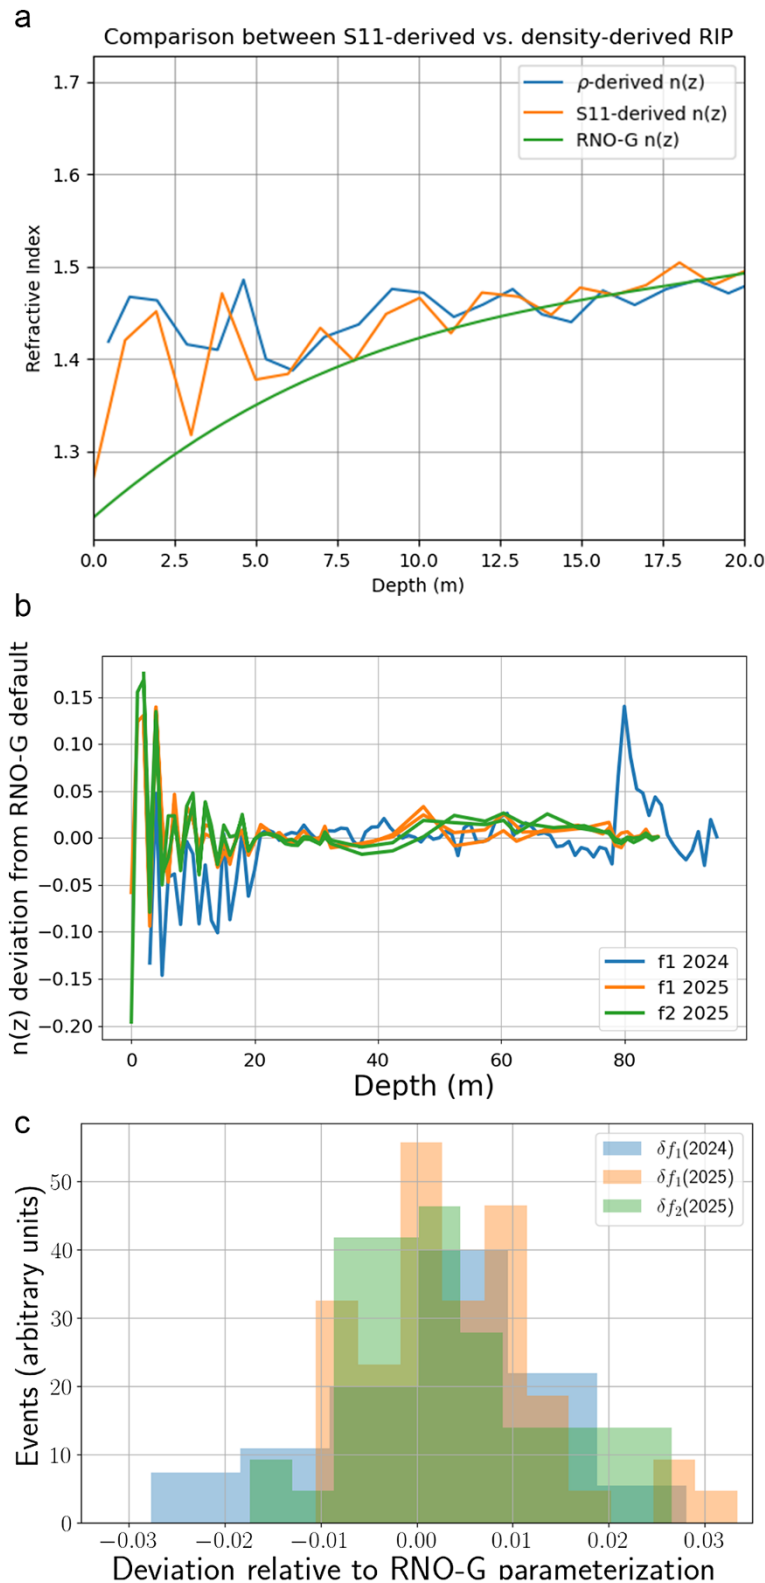 a
Comparison between S11-derived vs. density-derived RIP
ρ-derived n(z)
S11-derived n(z)
RNO-G n(z)
Refractive Index
1.7
1.6
1.5
1.4
1.3
0.0 2.5 5.0 7.5 10.0 12.5 15.0 17.5 20.0
Depth (m)
b
n(z) deviation from RNO-G default
0.15
0.10
0.05
0.00
−0.05
−0.10
−0.15
−0.20
f1 2024
f1 2025
f2 2025
0 20 40 60 80
Depth (m)
c
Events (arbitrary units)
δf₁(2024)
δf₁(2025)
δf₂(2025)
50
40
30
20
10
0
−0.03 −0.02 −0.01 0.00 0.01 0.02 0.03
Deviation relative to RNO-G parameterization